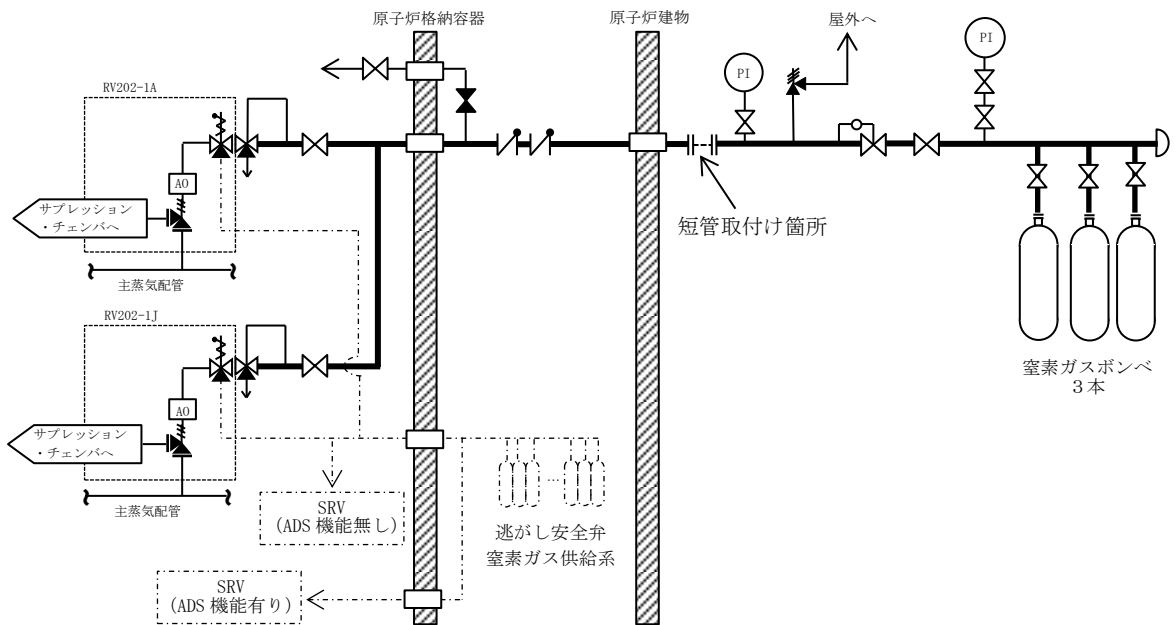 原子炉格納容器
原子炉建物
屋外へ
PI
PI
RV202-1A
AO
サプレッション
・チェンバへ
主蒸気配管
短管取付け箇所
RV202-1J
AO
サプレッション
・チェンバへ
主蒸気配管
窒素ガスボンベ
3本
SRV
(ADS 機能無し)
逃がし安全弁
窒素ガス供給系
SRV
(ADS 機能有り)